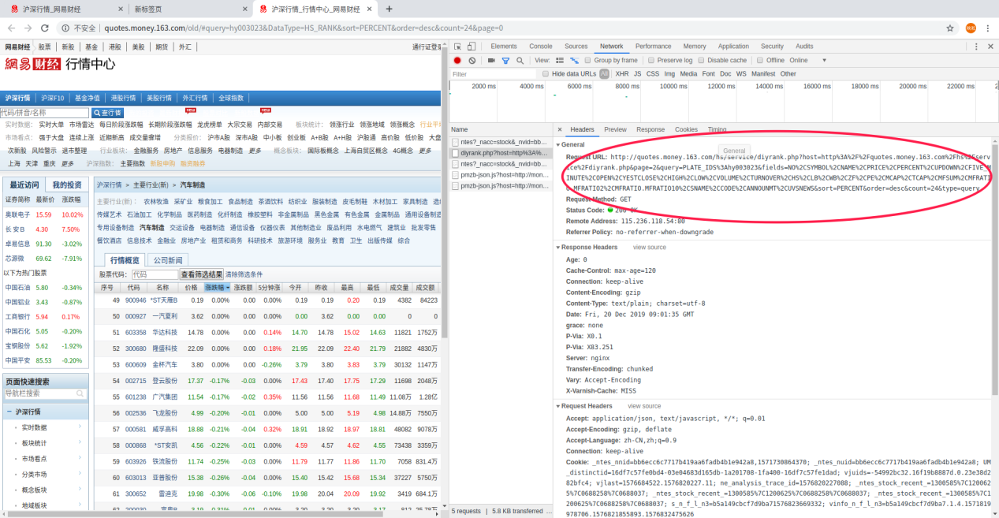 沪深行情_网易财经
新标签页
沪深行情_行情中心_网易财经
不安全 quotes.money.163.com/old/#query=hy003023&DataType=HS_RANK&sort=PERCENT&order=desc&count=24&page=0
网易财经 股票 新股 基金 港股 美股 期货 外汇 通行证登录
網易 财经 行情中心
沪深行情 沪深F10 基金净值 港股行情 美股行情 外汇行情 全球指数
代码/拼音/名称 查行情
实时数据： 实时大单 市场雷达 每日阶段涨跌幅 长期阶段涨跌幅 龙虎榜单 大宗交易 内部交易 板块统计： 领涨行业 领涨地域 领涨概念 行业平
市场看点： 强于大盘 连续上涨 近期新高 成交量骤增 分类报价： 沪市A股 深市A股 中小板 创业板 A+B股 A+H股 沪股通 高价股 低价股 大盘
次新股 风险警示 退市整理 行业板块： 金融服务 房地产 信息服务 电器制造 更多 概念板块： 国际板概念 上海自贸区概念 4G概念 更多
上海 天津 重庆 更多 沪深指数： 主要指数 新股申购 融资融券
最近访问 我的投资
证券简称 最新价 涨跌幅
奥联电子 15.59 10.02%
长安B 4.30 7.50%
卓易信息 91.30 -3.02%
芯源微 69.62 -7.91%
以下为热门股票
中国石油 5.80 -0.34%
中国铝业 3.43 -0.87%
工商银行 5.94 0.17%
中国石化 5.05 -0.20%
宝钢股份 5.62 -1.92%
中国平安 85.53 -0.20%
页面快速搜索
导航栏搜索
沪深行情
实时数据
板块统计
市场看点
分类市场
概念板块
地域板块
沪深行情 > 主要行业(新) > 汽车制造
主要行业(新)： 农林牧渔 采矿业 粮食加工 食品制造 茶酒饮料 纺织业 服装制造 皮毛制鞋 木材加工 家具制造
传媒艺术 石油加工 化学制品 医药制造 化纤制造 橡胶塑料 非金属制品 黑色金属 有色金属 金属制品 通用设备制造
专用设备制造 汽车制造 交运设备 电器制造 通信设备 仪器仪表 其他制造业 废品利用 水电燃气 建筑业 批发零售
餐饮酒店 信息技术 金融业 房地产业 租赁和商务 科研技术 旅游环境 服务业 教育 卫生 出版传媒 综合
行情概览 公司新闻
股票代码： 代码 查看筛选结果 清除筛选条件
序号 代码 名称 价格 涨跌幅 涨跌额 5分钟涨 今开 昨收 最高 最低 成交量 成交额
49 900946 *ST天雁B 0.19 0.00% 0.00 0.00% 0.19 0.19 0.20 0.19 4382 84223
50 000927 一汽夏利 3.62 0.00% 0.00 0.00% 0.00 3.62 0.00 0.00 0 0
51 603358 华达科技 14.78 0.00% 0.00 0.14% 14.70 14.78 15.02 14.63 11821 1752万
52 300680 隆盛科技 22.09 0.00% 0.00 0.18% 21.95 22.09 22.40 21.79 21882 4830万
53 600609 金杯汽车 3.80 0.00% 0.00 -0.26% 3.79 3.80 3.83 3.79 30132 1147万
54 002715 登云股份 17.37 -0.17% -0.03 0.00% 17.43 17.40 17.75 17.29 11698 2048万
55 601238 广汽集团 11.54 -0.17% -0.02 0.35% 11.56 11.56 11.68 11.49 11.08万 1.28亿
56 002536 飞龙股份 4.99 -0.20% -0.01 0.00% 5.00 5.00 5.19 4.98 14.88万 7550万
57 000581 威孚高科 18.88 -0.21% -0.04 0.32% 18.91 18.92 18.97 18.81 48082 9078万
58 000868 *ST安凯 4.56 -0.22% -0.01 0.00% 4.59 4.57 4.62 4.55 73438 3359万
59 603926 铁流股份 11.74 -0.25% -0.03 0.00% 11.79 11.77 11.86 11.70 7058 831.4万
60 603013 亚普股份 15.38 -0.26% -0.04 0.00% 15.40 15.42 15.68 15.34 37227 5750万
61 300652 雷迪克 19.98 -0.30% -0.06 -0.10% 19.98 20.04 20.09 19.92 3419 684.1万
Elements Console Sources Network Performance Memory Application Security Audits
View: Group by frame Preserve log Disable cache Offline Online
Filter Hide data URLs All XHR JS CSS Img Media Font Doc WS Manifest Other
2000 ms 4000 ms 6000 ms 8000 ms 10000 ms 12000 ms 14000 ms 16000 ms 18000 ms 20000 ms 22000 ms
Name
ntes?_nacc=stock&_nvid=bb...
diyrank.php?host=http%3A%...
ntes?_nacc=stock&_nvid=bb...
pmzb-json.js?host=http://mon...
pmzb-json.js?host=http://mon...
5 requests | 5.8 KB transferred ...
Headers Preview Response Cookies Timing
General
General
Request URL: http://quotes.money.163.com/hs/service/diyrank.php?host=http%3A%2F%2Fquotes.money.163.com%2Fhs%2Fserv
ice%2Fdiyrank.php&page=2&query=PLATE_IDS%3Ahy003023&fields=NO%2CSYMBOL%2CNAME%2CPRICE%2CPERCENT%2CUPDOWN%2CFIVE_M
INUTE%2COPEN%2CYESTCLOSE%2CHIGH%2CLOW%2CVOLUME%2CTURNOVER%2CHS%2CLB%2CWB%2CZF%2CPE%2CMCAP%2CTCAP%2CMFSUM%2CMFRATI
O.MFRATIO2%2CMFRATIO.MFRATIO10%2CSNAME%2CCODE%2CANNOUNMT%2CUVSNEWS&sort=PERCENT&order=desc&count=24&type=query
Request Method: GET
Status Code: 200 OK
Remote Address: 115.236.118.54:80
Referrer Policy: no-referrer-when-downgrade
Response Headers view source
Age: 0
Cache-Control: max-age=120
Connection: keep-alive
Content-Encoding: gzip
Content-Type: text/plain; charset=utf-8
Date: Fri, 20 Dec 2019 09:01:35 GMT
grace: none
P-Via: X0.1
P-Via: X83.251
Server: nginx
Transfer-Encoding: chunked
Vary: Accept-Encoding
X-Varnish-Cache: MISS
Request Headers view source
Accept: application/json, text/javascript, */*; q=0.01
Accept-Encoding: gzip, deflate
Accept-Language: zh-CN,zh;q=0.9
Connection: keep-alive
Cookie: _ntes_nnid=bb6ecc6c7717b419aa6fadb4b1e942a8,1571730864370; _ntes_nuid=bb6ecc6c7717b419aa6fadb4b1e942a8; UM
_distinctid=16df7c57fe0bd4-03e04683d165db-1a201708-1fa400-16df7c57fe1dad; vjuids=-54992bc32.16f19b8887d.0.23e38d2
82bfc4; vjlast=1576684522.1576820227.11; ne_analysis_trace_id=1576820227088; _ntes_stock_recent_=1300585%7C120062
5%7C0688258%7C0688037; _ntes_stock_recent_=1300585%7C1200625%7C0688258%7C0688037; _ntes_stock_recent_=1300585%7C1
200625%7C0688258%7C0688037; s_n_f_l_n3=b5a149cbcf7d9ba71576823669332; vinfo_n_f_l_n3=b5a149cbcf7d9ba7.1.4.1571819
978706.1576821855893.1576832475626